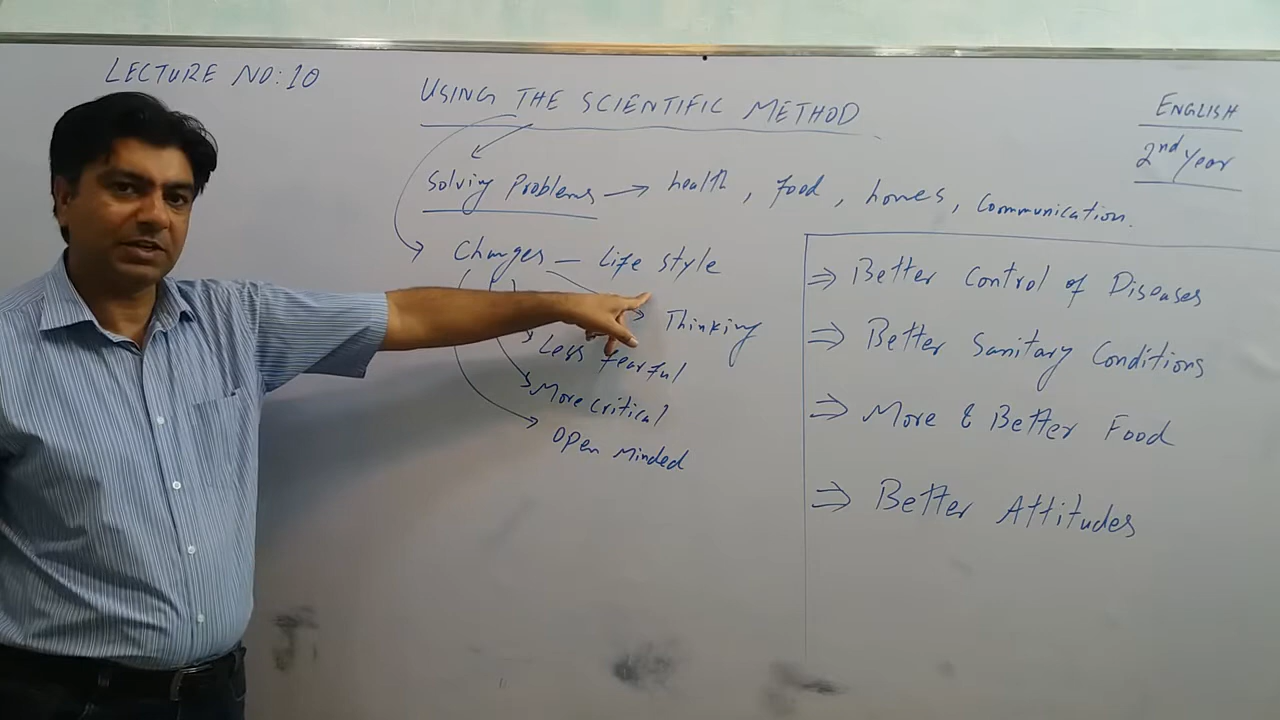 LECTURE NO:10
USING THE SCIENTIFIC METHOD
ENGLISH
2nd Year
Solving Problems → health, food, homes, communication.
Changes — Life style
Thinking
Less fearful
More critical
Open Minded
⇒ Better Control of Diseases
⇒ Better Sanitary Conditions
⇒ More & Better Food
⇒ Better Attitudes